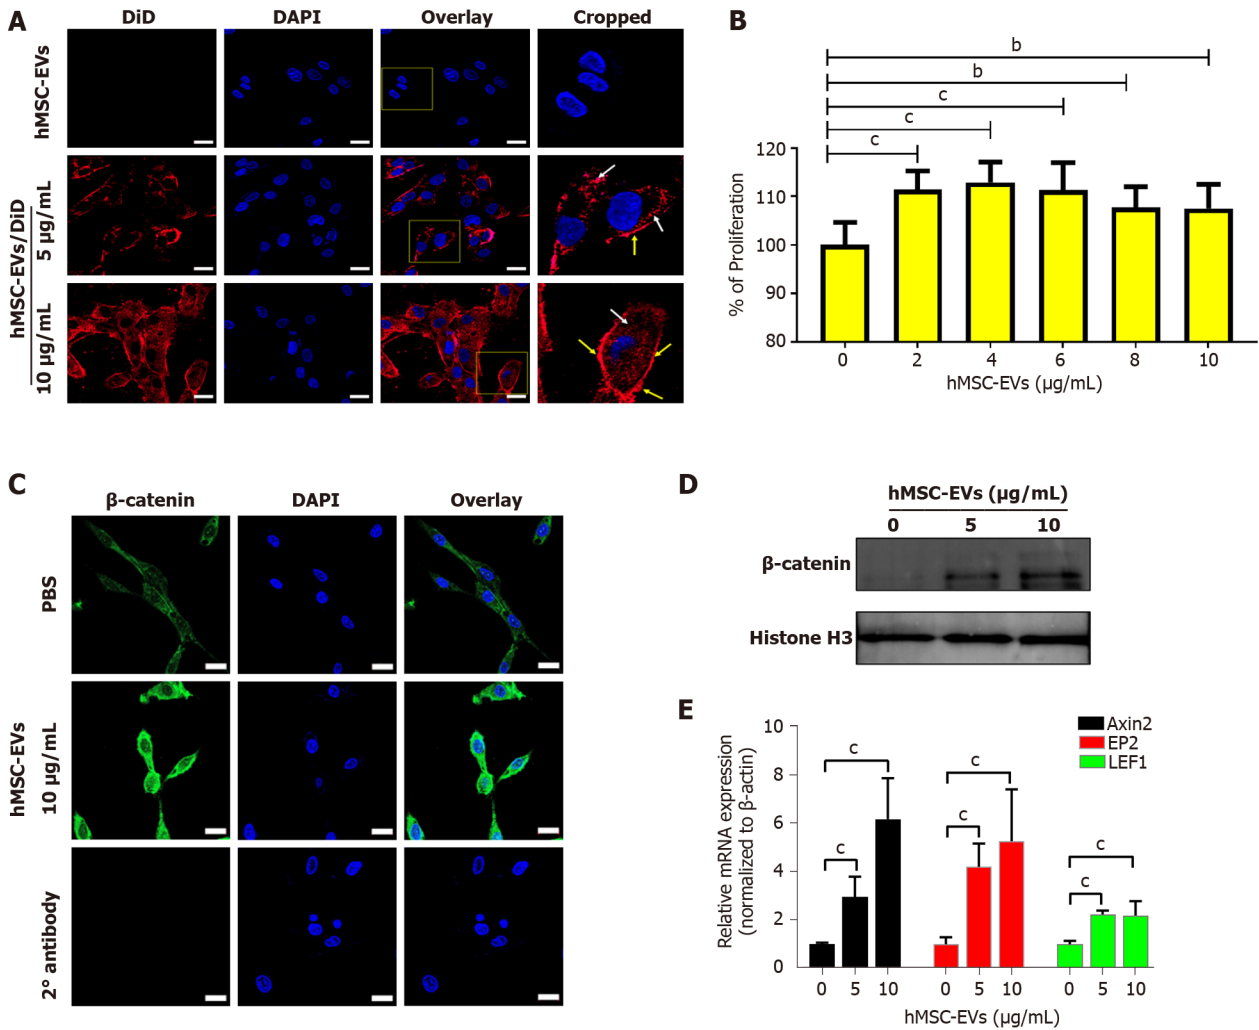 A
DiD DAPI Overlay Cropped
hMSC-EVs
hMSC-EVs/DiD
5 µg/mL
10 µg/mL
B
b
b
c
c
c
% of Proliferation
120
110
100
90
80
0 2 4 6 8 10
hMSC-EVs (µg/mL)
C
β-catenin DAPI Overlay
PBS
hMSC-EVs
10 µg/mL
2° antibody
D
hMSC-EVs (µg/mL)
0 5 10
β-catenin
Histone H3
E
Relative mRNA expression
(normalized to β-actin)
10
8
6
4
2
0
Axin2
EP2
LEF1
c
c
c
c
c
c
0 5 10 0 5 10 0 5 10
hMSC-EVs (µg/mL)